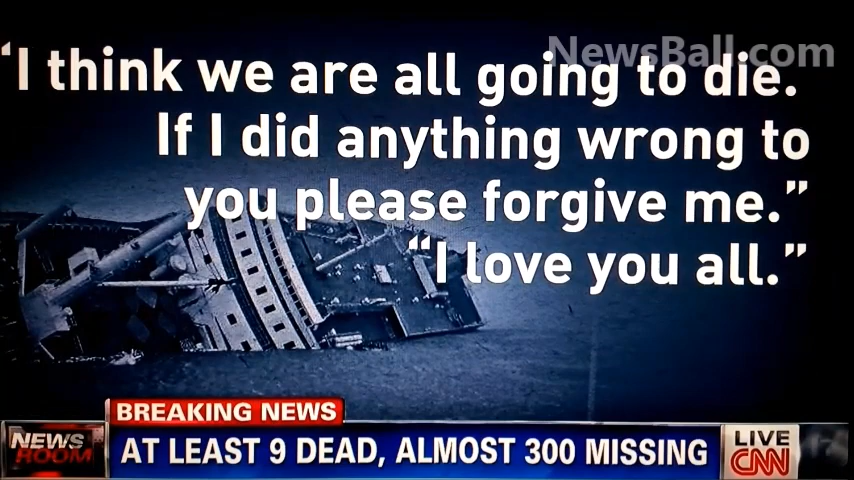 NewsBall.com
‘I think we are all going to die.
If I did anything wrong to
you please forgive me.”
“I love you all.”
BREAKING NEWS
NEWS
ROOM
AT LEAST 9 DEAD, ALMOST 300 MISSING
LIVE
CNN